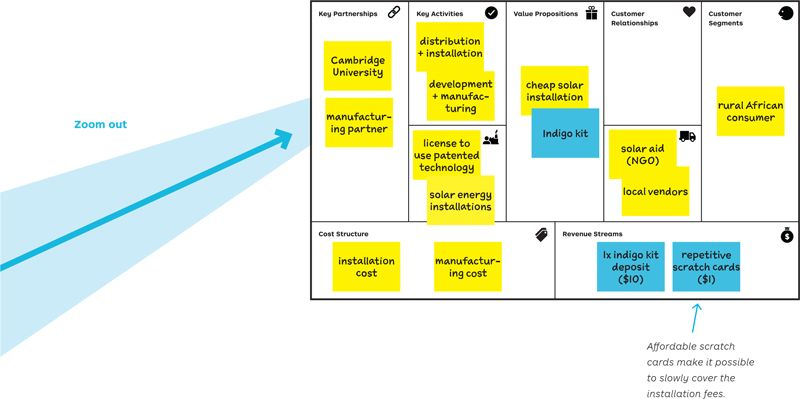 Zoom out
Key Partnerships
Cambridge
University
manufactur-
ing partner
Key Activities
distribution
+ installation
development
+ manufac-
turing
license to
use patented
technology
solar energy
installations
Value Propositions
cheap solar
installation
Indigo kit
Customer
Relationships
solar aid
(NGO)
local vendors
Customer
Segments
rural African
consumer
Cost Structure
installation
cost
manufactur-
ing cost
Revenue Streams
1x indigo kit
deposit
($10)
repetitive
scratch cards
($1)
Affordable scratch
cards make it possible
to slowly cover the
installation fees.